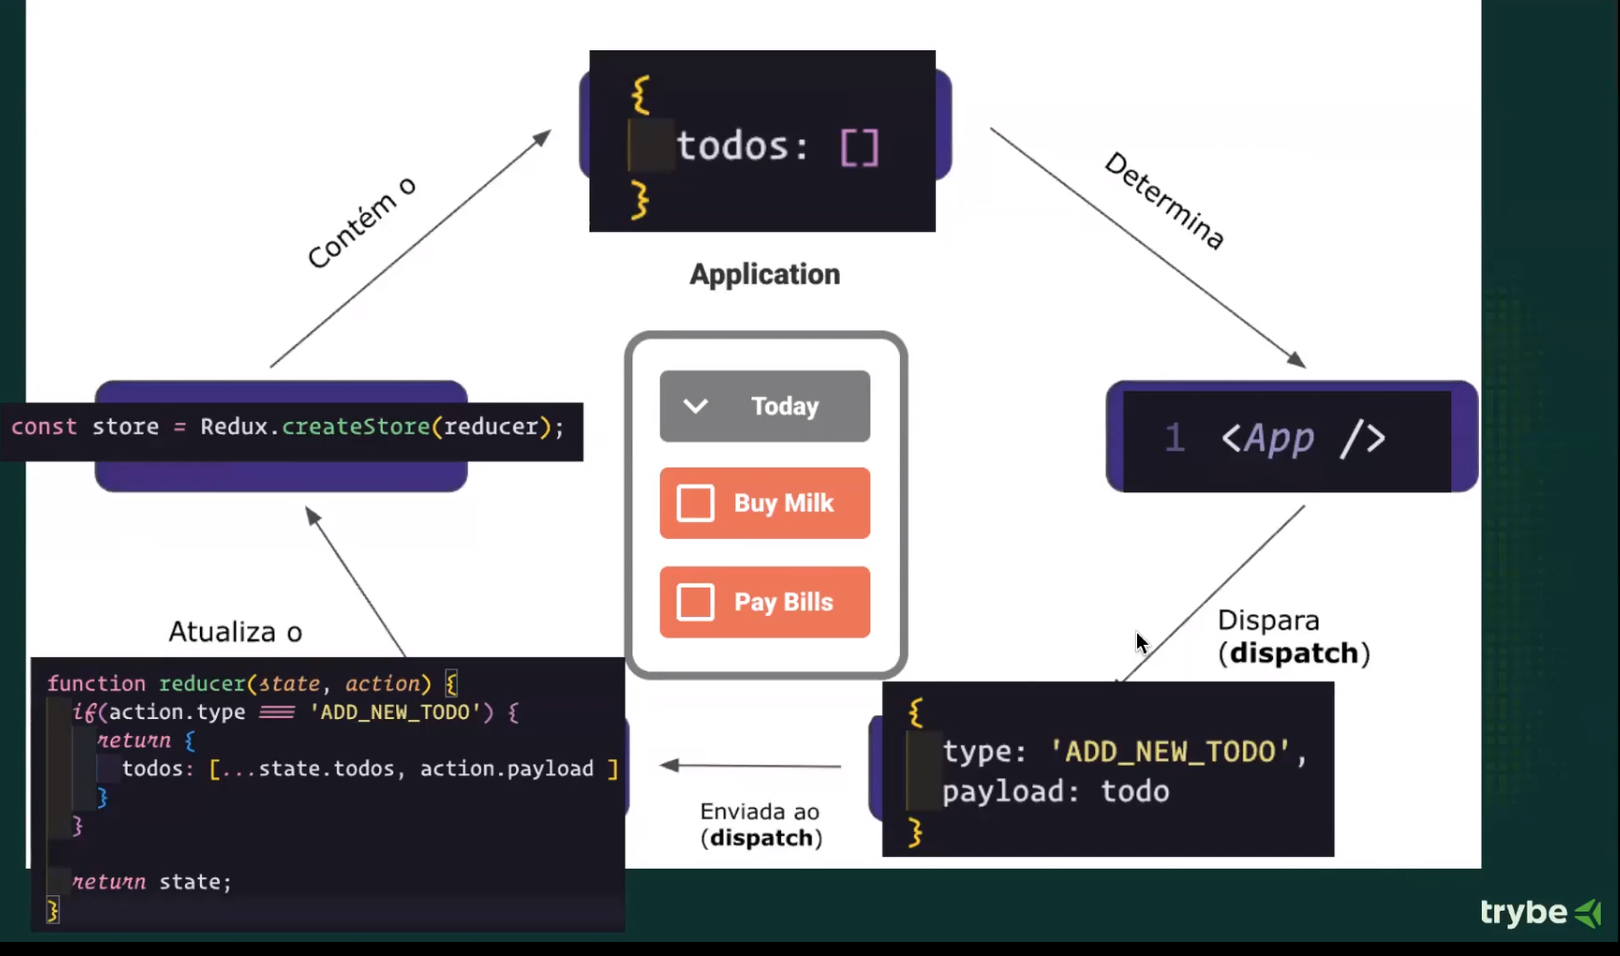 {
todos: []
}
Contém o
Determina
Application
const store = Redux.createStore(reducer);
Today
Buy Milk
Pay Bills
1 <App />
Atualiza o
Dispara
(dispatch)
function reducer(state, action) {
if(action.type === 'ADD_NEW_TODO') {
return {
todos: [...state.todos, action.payload ]
}
}
return state;
}
Enviada ao
(dispatch)
{
type: 'ADD_NEW_TODO',
payload: todo
}
trybe